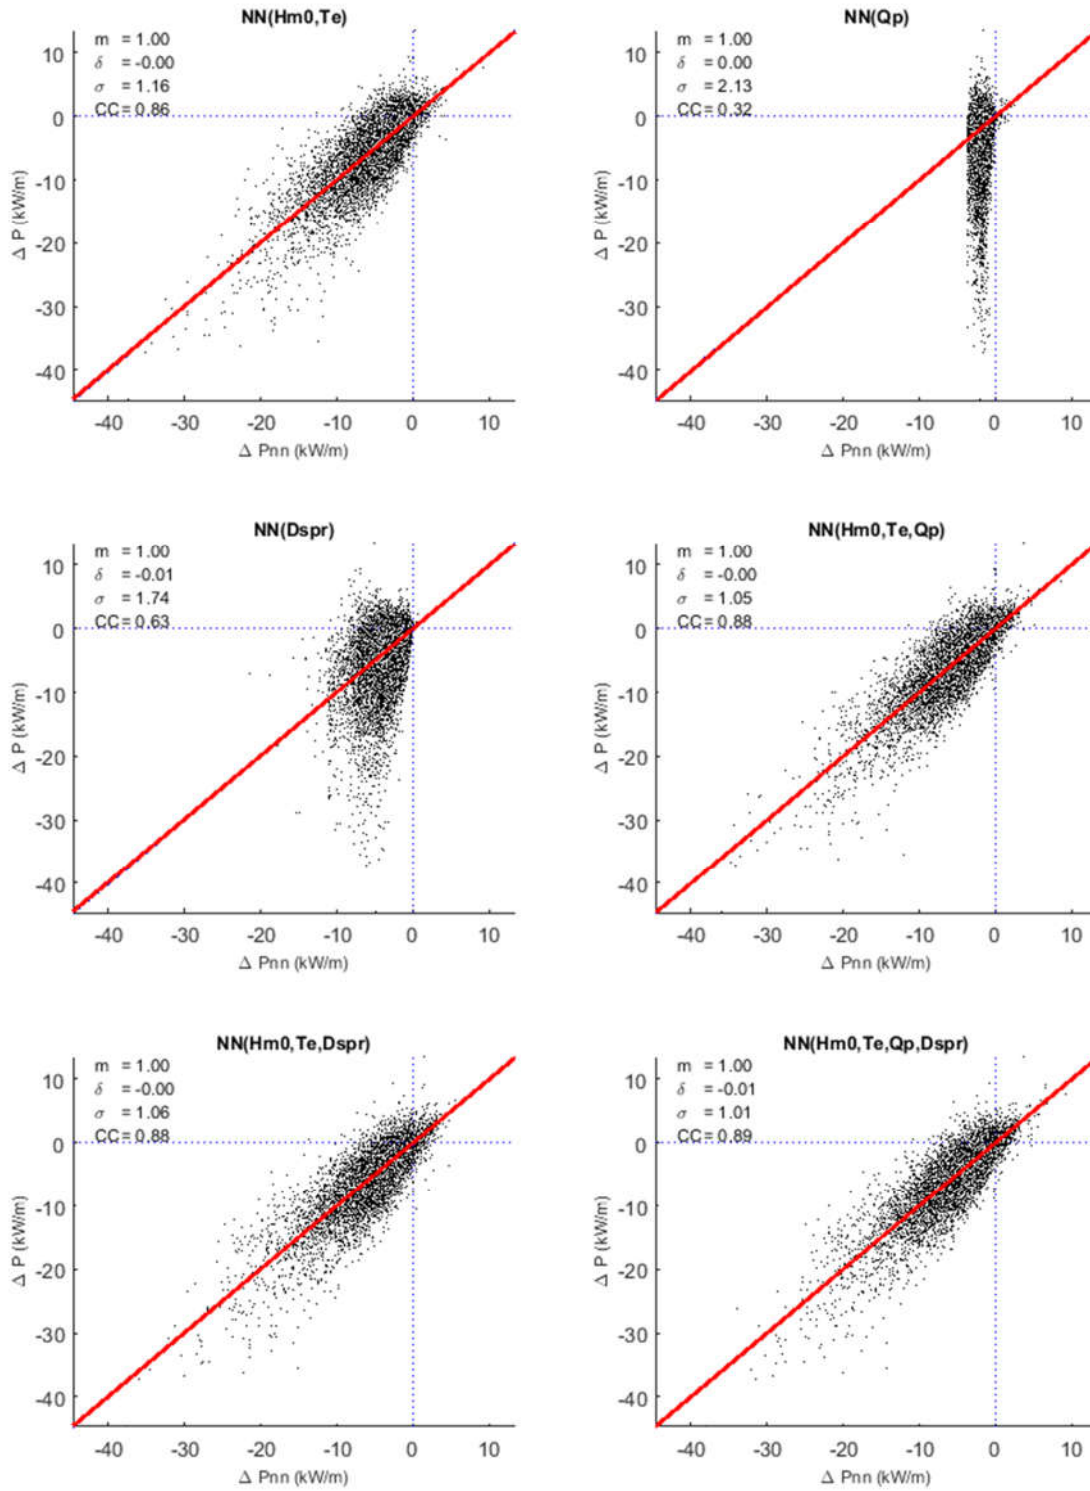 NN(Hm0,Te)
m = 1.00
δ = -0.00
σ = 1.16
CC = 0.86
10
0
-10
-20
-30
-40
Δ P (kW/m)
-40 -30 -20 -10 0 10
Δ Pnn (kW/m)
NN(Qp)
m = 1.00
δ = 0.00
σ = 2.13
CC = 0.32
10
0
-10
-20
-30
-40
Δ P (kW/m)
-40 -30 -20 -10 0 10
Δ Pnn (kW/m)
NN(Dspr)
m = 1.00
δ = -0.01
σ = 1.74
CC = 0.63
10
0
-10
-20
-30
-40
Δ P (kW/m)
-40 -30 -20 -10 0 10
Δ Pnn (kW/m)
NN(Hm0,Te,Qp)
m = 1.00
δ = -0.00
σ = 1.05
CC = 0.88
10
0
-10
-20
-30
-40
Δ P (kW/m)
-40 -30 -20 -10 0 10
Δ Pnn (kW/m)
NN(Hm0,Te,Dspr)
m = 1.00
δ = -0.00
σ = 1.06
CC = 0.88
10
0
-10
-20
-30
-40
Δ P (kW/m)
-40 -30 -20 -10 0 10
Δ Pnn (kW/m)
NN(Hm0,Te,Qp,Dspr)
m = 1.00
δ = -0.01
σ = 1.01
CC = 0.89
10
0
-10
-20
-30
-40
Δ P (kW/m)
-40 -30 -20 -10 0 10
Δ Pnn (kW/m)